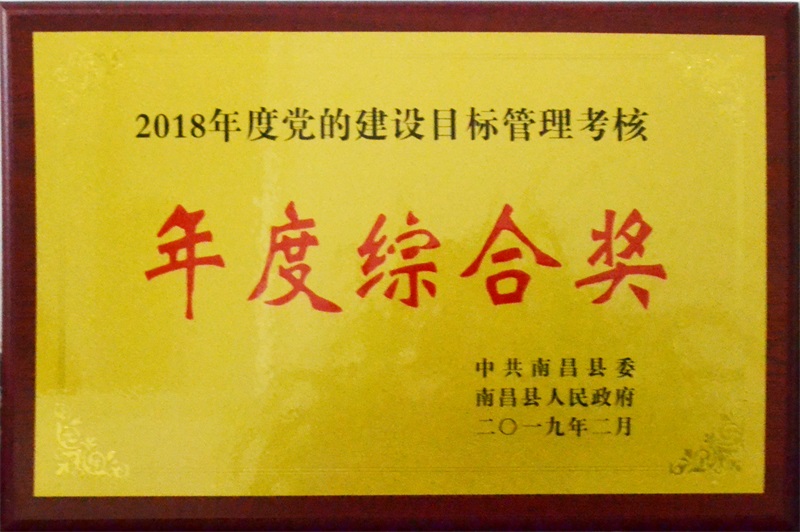 2018年度党的建设目标管理考核
年度综合奖
中共南昌县委
南昌县人民政府
二〇一九年二月